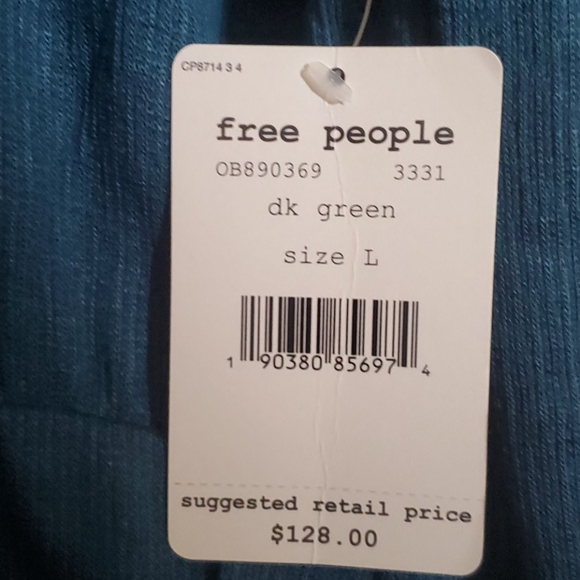 CP8714 3 4
free people
OB890369 3331
dk green
size L
1 90380 85697 4
suggested retail price
$128.00